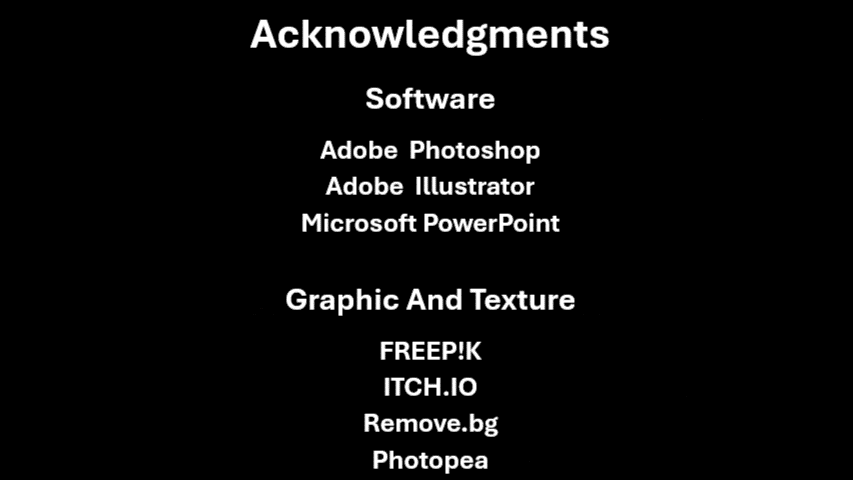 Acknowledgments
Software
Adobe Photoshop
Adobe Illustrator
Microsoft PowerPoint
Graphic And Texture
FREEP!K
ITCH.IO
Remove.bg
Photopea